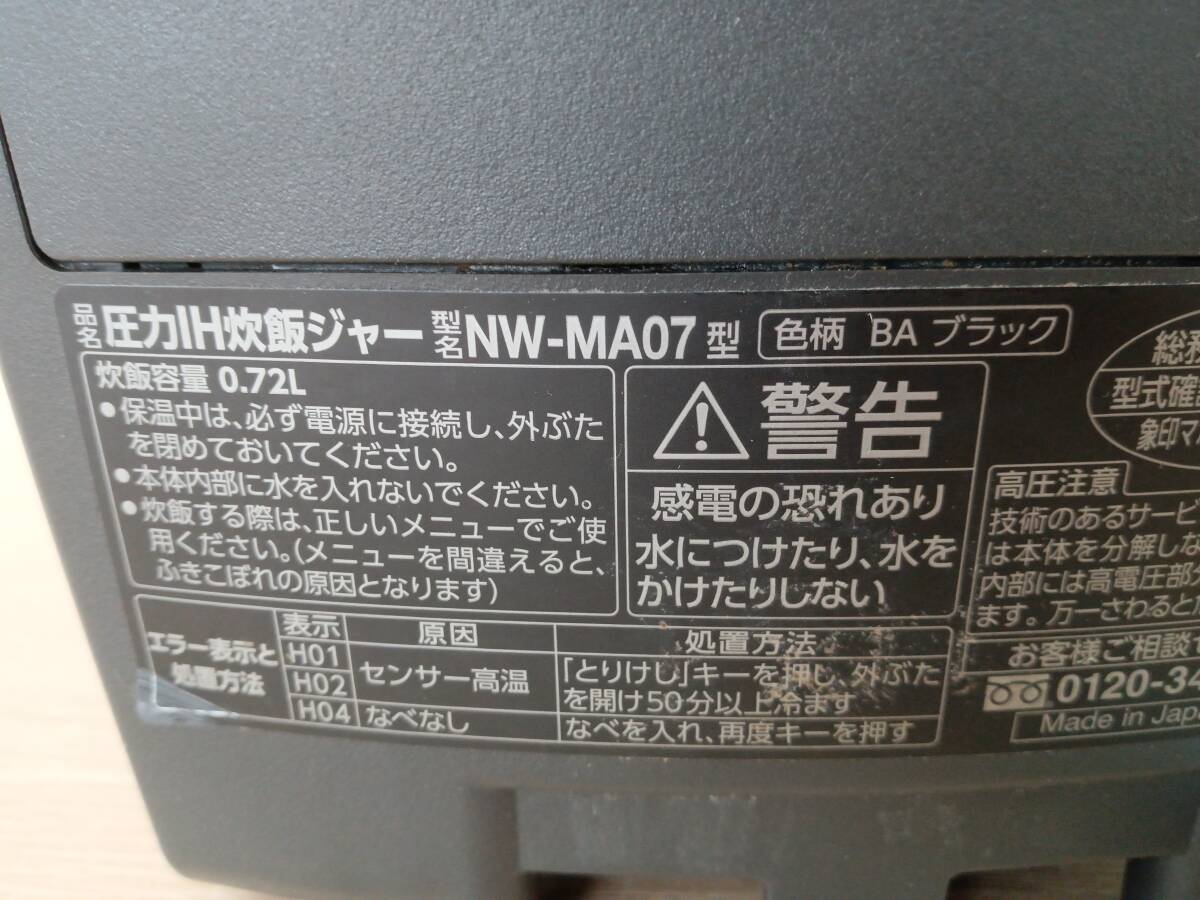 品名 圧力IH炊飯ジャー 型名 NW-MA07型 色柄 BA ブラック
炊飯容量 0.72L
•保温中は、必ず電源に接続し、外ぶた
を閉めておいてください。
•本体内部に水を入れないでください。
•炊飯する際は、正しいメニューでご使
用ください。(メニューを間違えると、
ふきこぼれの原因となります)
警告
感電の恐れあり
水につけたり、水を
かけたりしない
総務
型式確
象印マ
高圧注意
技術のあるサービ
は本体を分解しな
内部には高電圧部
ます。万一さわると
お客様ご相談
0120-34
Made in Jap
エラー表示と
処置方法
表示 原因 処置方法
H01
H02
センサー高温
「とりけし」キーを押し、外ぶた
を開け50分以上冷ます
H04 なべなし なべを入れ、再度キーを押す